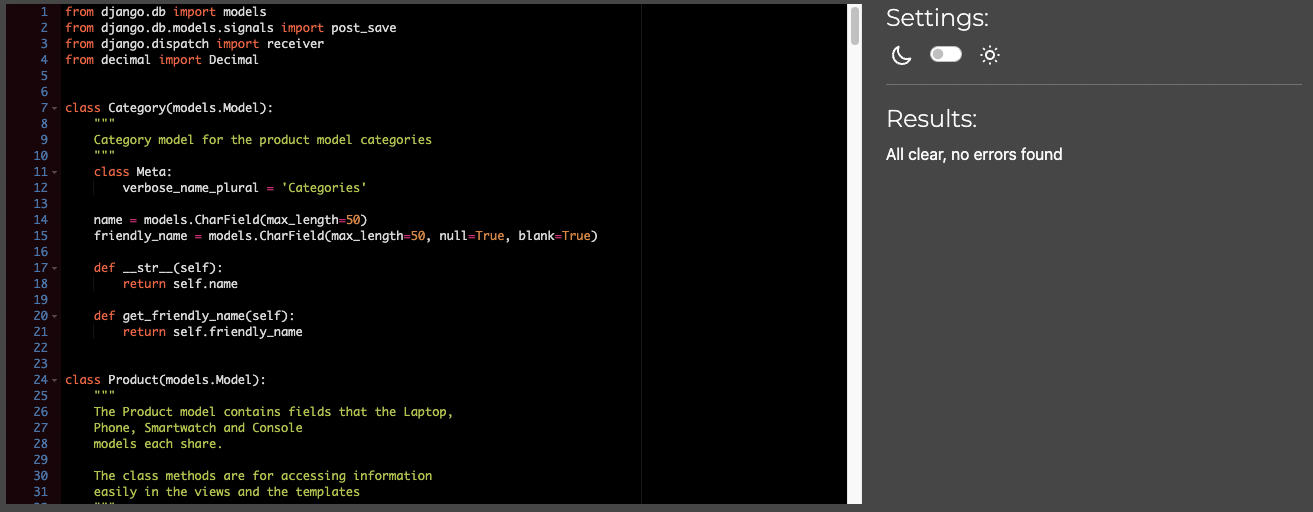 1 from django.db import models
2 from django.db.models.signals import post_save
3 from django.dispatch import receiver
4 from decimal import Decimal
5
6
7 class Category(models.Model):
8     """
9     Category model for the product model categories
10     """
11     class Meta:
12         verbose_name_plural = 'Categories'
13
14     name = models.CharField(max_length=50)
15     friendly_name = models.CharField(max_length=50, null=True, blank=True)
16
17     def __str__(self):
18         return self.name
19
20     def get_friendly_name(self):
21         return self.friendly_name
22
23
24 class Product(models.Model):
25     """
26     The Product model contains fields that the Laptop,
27     Phone, Smartwatch and Console
28     models each share.
29
30     The class methods are for accessing information
31     easily in the views and the templates
Settings:
Results:
All clear, no errors found